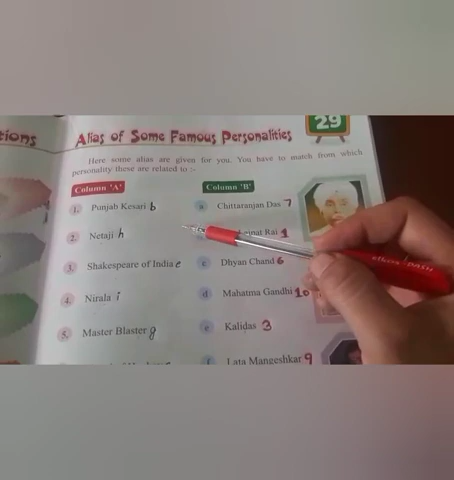 tions
Alias of Some Famous Personalities
29
Here some alias are given for you. You have to match from which
personality these are related to :-
Column 'A' Column 'B'
1. Punjab Kesari b a Chittaranjan Das 7
2. Netaji h Rai 1
3. Shakespeare of India e c Dhyan Chand 6
4. Nirala i d Mahatma Gandhi 10
5. Master Blaster g e Kalidas 3
f Lata Mangeshkar 9